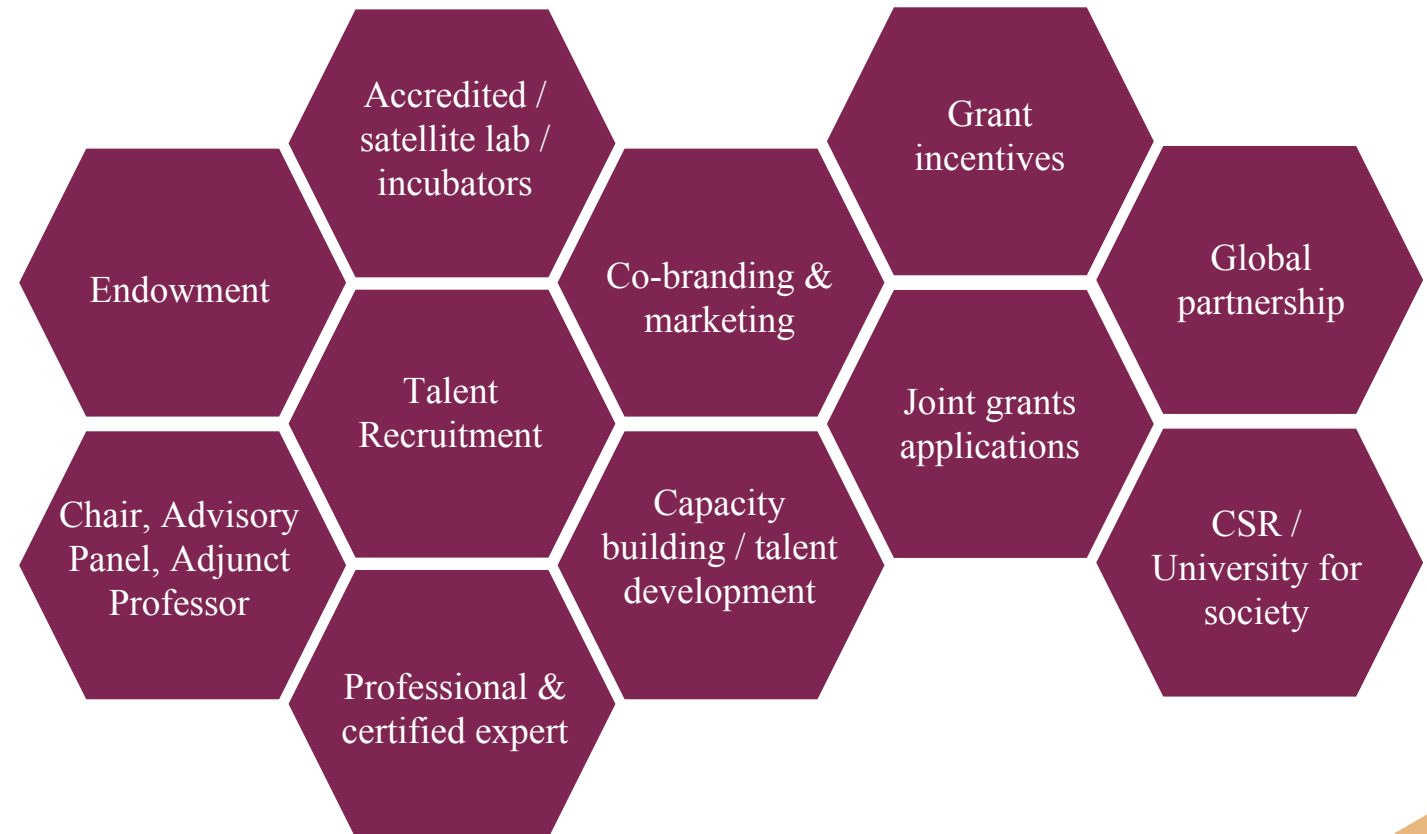 Accredited /
satellite lab /
incubators
Grant
incentives
Endowment
Co-branding &
marketing
Global
partnership
Talent
Recruitment
Joint grants
applications
Chair, Advisory
Panel, Adjunct
Professor
Capacity
building / talent
development
CSR /
University for
society
Professional &
certified expert